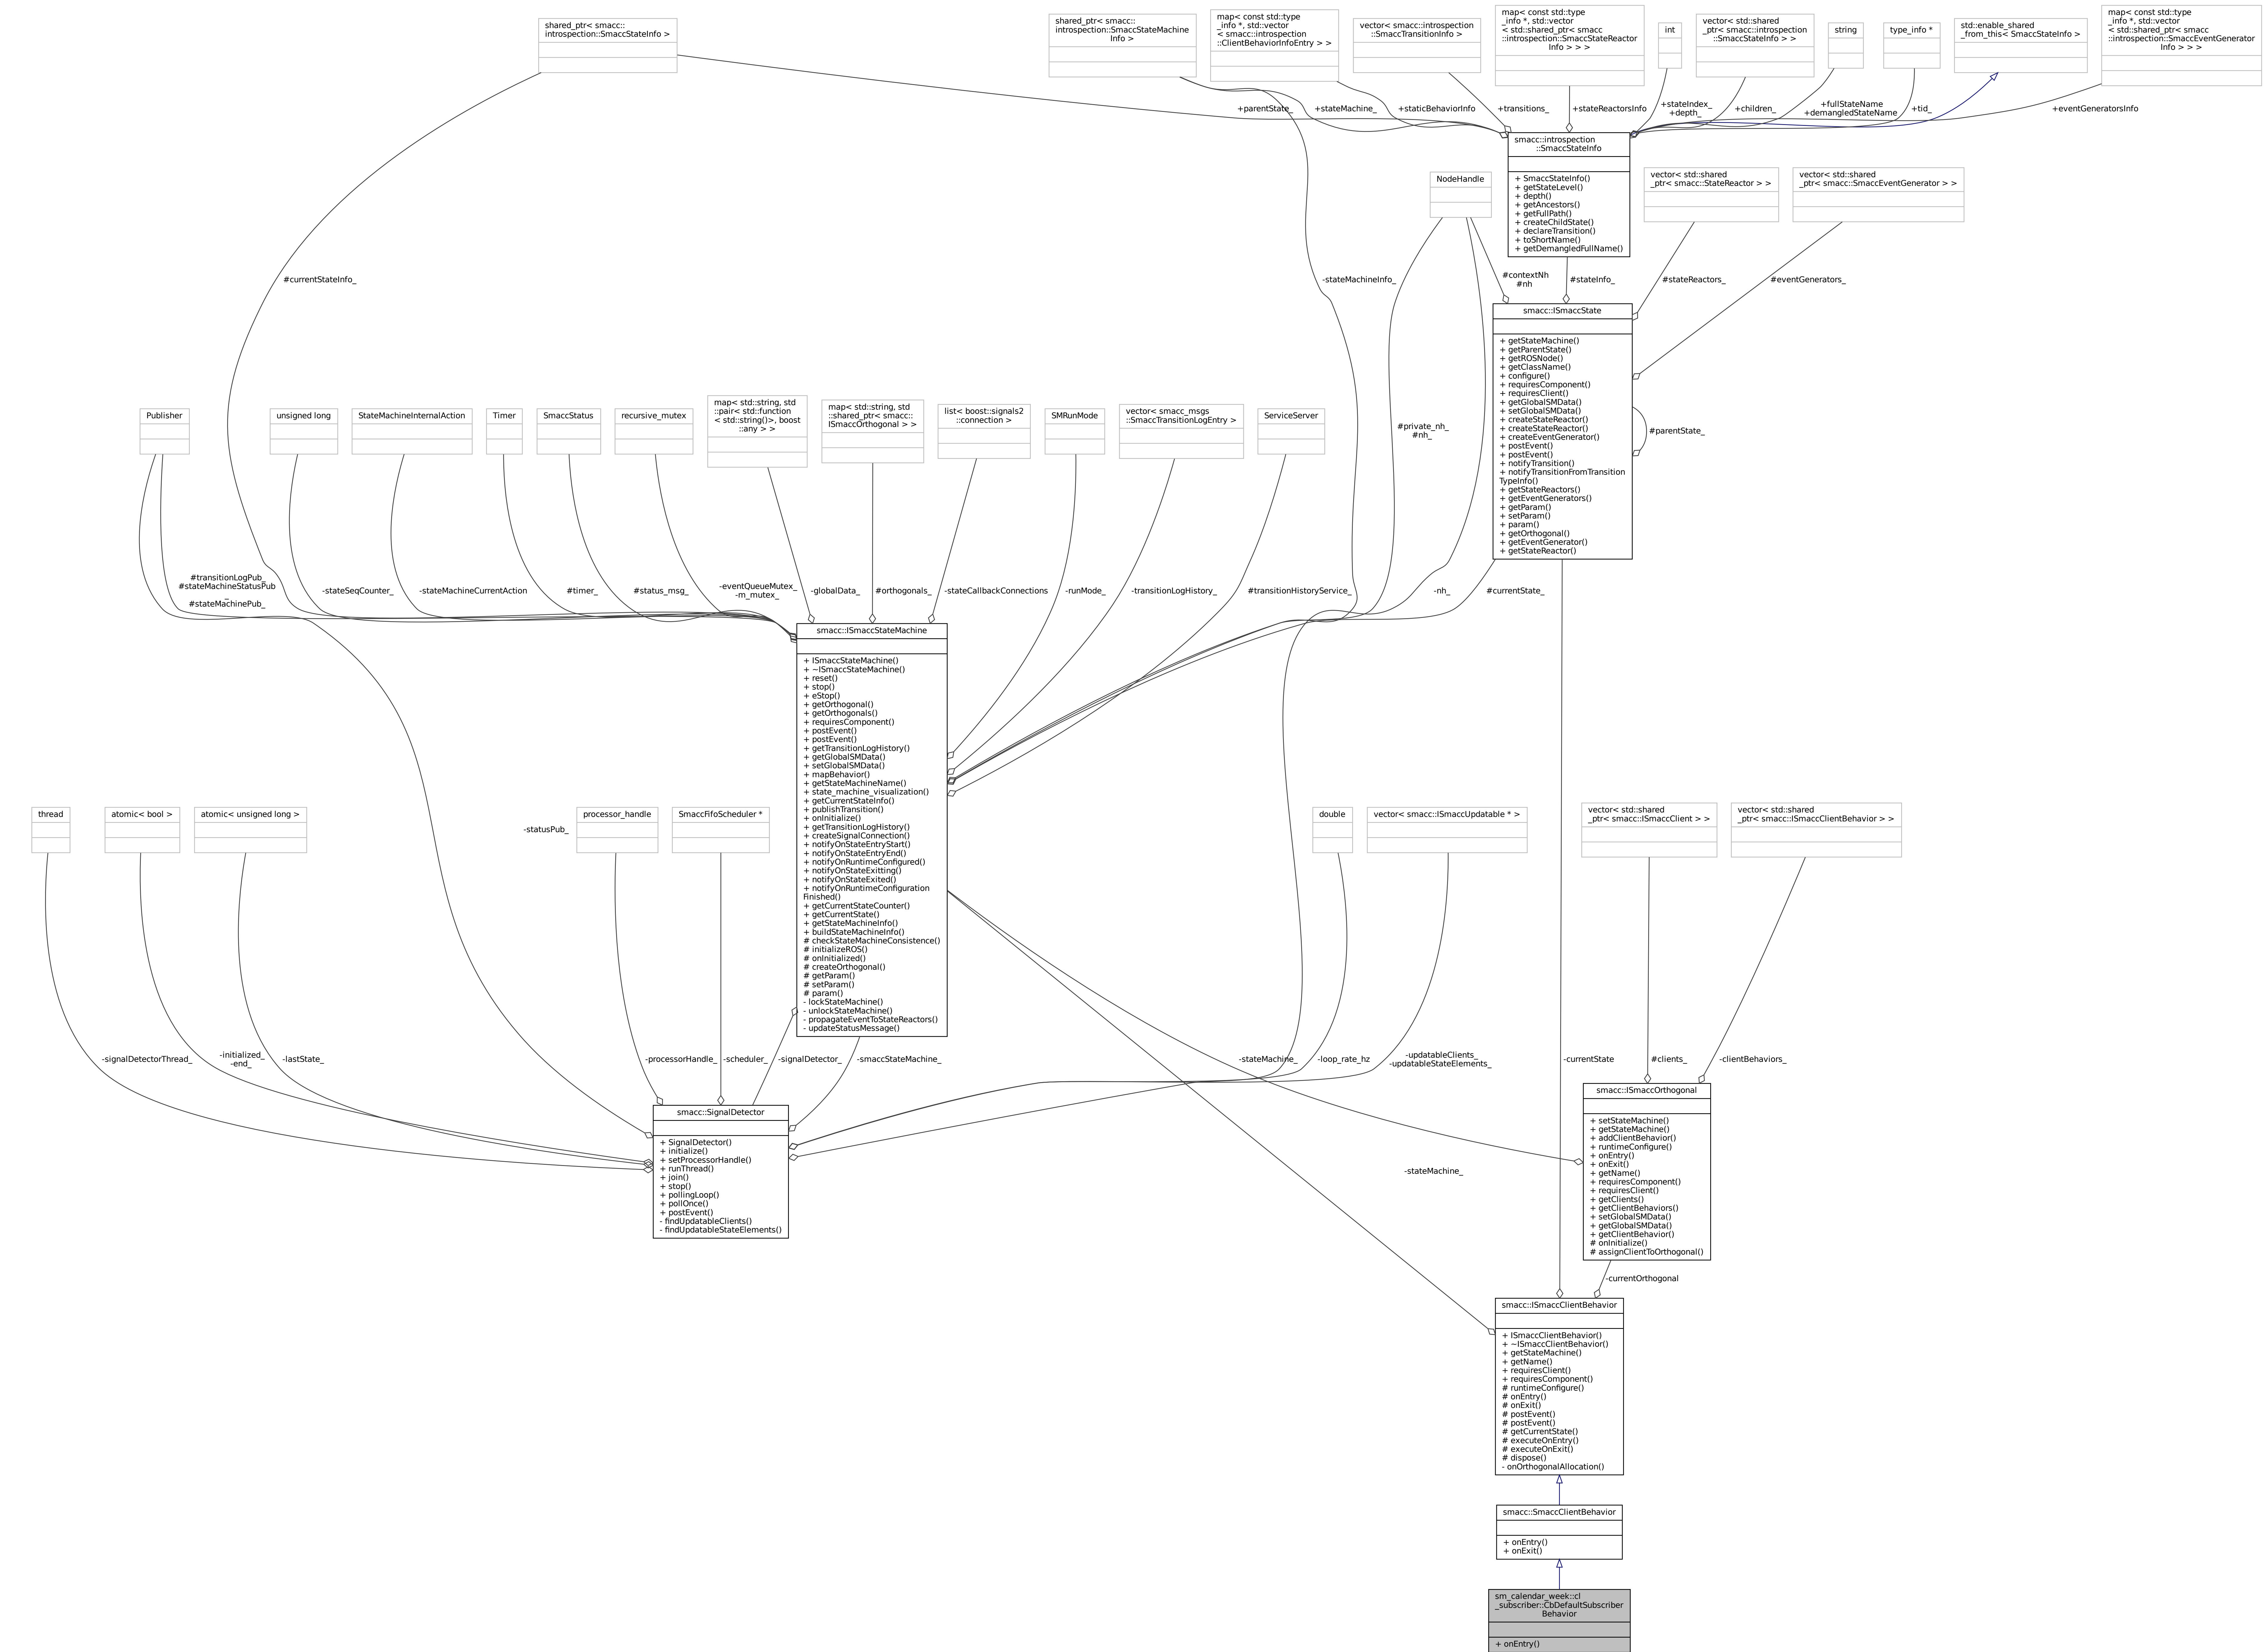 shared_ptr< smacc::
introspection::SmaccStateInfo >
shared_ptr< smacc::
introspection::SmaccStateMachine
Info >
map< const std::type
_info *, std::vector
< smacc::introspection
::ClientBehaviorInfoEntry > >
vector< smacc::introspection
::SmaccTransitionInfo >
map< const std::type
_info *, std::vector
< std::shared_ptr< smacc
::introspection::SmaccStateReactor
Info > > >
int
vector< std::shared
_ptr< smacc::introspection
::SmaccStateInfo > >
string
type_info *
std::enable_shared
_from_this< SmaccStateInfo >
map< const std::type
_info *, std::vector
< std::shared_ptr< smacc
::introspection::SmaccEventGenerator
Info > > >
+parentState_
+stateMachine_
+staticBehaviorInfo
+transitions_
+stateReactorsInfo
+stateIndex_
+depth_
+children_
+fullStateName
+demangledStateName
+tid_
+eventGeneratorsInfo
smacc::introspection
::SmaccStateInfo
+ SmaccStateInfo()
+ getStateLevel()
+ depth()
+ getAncestors()
+ getFullPath()
+ createChildState()
+ declareTransition()
+ toShortName()
+ getDemangledFullName()
NodeHandle
vector< std::shared
_ptr< smacc::StateReactor > >
vector< std::shared
_ptr< smacc::SmaccEventGenerator > >
#currentStateInfo_
-stateMachineInfo_
#contextNh
#nh
#stateInfo_
#stateReactors_
#eventGenerators_
smacc::ISmaccState
+ getStateMachine()
+ getParentState()
+ getROSNode()
+ getClassName()
+ configure()
+ requiresComponent()
+ requiresClient()
+ getGlobalSMData()
+ setGlobalSMData()
+ createStateReactor()
+ createStateReactor()
+ createEventGenerator()
+ postEvent()
+ postEvent()
+ notifyTransition()
+ notifyTransitionFromTransition
TypeInfo()
+ getStateReactors()
+ getEventGenerators()
+ getParam()
+ setParam()
+ param()
+ getOrthogonal()
+ getEventGenerator()
+ getStateReactor()
#parentState_
#private_nh_
#nh_
Publisher
unsigned long
StateMachineInternalAction
Timer
SmaccStatus
recursive_mutex
map< std::string, std
::pair< std::function
< std::string()>, boost
::any > >
map< std::string, std
::shared_ptr< smacc::
ISmaccOrthogonal > >
list< boost::signals2
::connection >
SMRunMode
vector< smacc_msgs
::SmaccTransitionLogEntry >
ServiceServer
#transitionLogPub_
#stateMachineStatusPub
_
#stateMachinePub_
-stateSeqCounter_
-stateMachineCurrentAction
#timer_
#status_msg_
-eventQueueMutex_
-m_mutex_
-globalData_
#orthogonals_
-stateCallbackConnections
-runMode_
-transitionLogHistory_
#transitionHistoryService_
-nh_
#currentState_
smacc::ISmaccStateMachine
+ ISmaccStateMachine()
+ ~ISmaccStateMachine()
+ reset()
+ stop()
+ eStop()
+ getOrthogonal()
+ getOrthogonals()
+ requiresComponent()
+ postEvent()
+ postEvent()
+ getTransitionLogHistory()
+ getGlobalSMData()
+ setGlobalSMData()
+ mapBehavior()
+ getStateMachineName()
+ state_machine_visualization()
+ getCurrentStateInfo()
+ publishTransition()
+ onInitialize()
+ getTransitionLogHistory()
+ createSignalConnection()
+ notifyOnStateEntryStart()
+ notifyOnStateEntryEnd()
+ notifyOnRuntimeConfigured()
+ notifyOnStateExitting()
+ notifyOnStateExited()
+ notifyOnRuntimeConfiguration
Finished()
+ getCurrentStateCounter()
+ getCurrentState()
+ getStateMachineInfo()
+ buildStateMachineInfo()
# checkStateMachineConsistence()
# initializeROS()
# onInitialized()
# createOrthogonal()
# getParam()
# setParam()
# param()
- lockStateMachine()
- unlockStateMachine()
- propagateEventToStateReactors()
- updateStatusMessage()
thread
atomic< bool >
atomic< unsigned long >
-statusPub_
processor_handle
SmaccFifoScheduler *
double
vector< smacc::ISmaccUpdatable * >
vector< std::shared
_ptr< smacc::ISmaccClient > >
vector< std::shared
_ptr< smacc::ISmaccClientBehavior > >
-signalDetectorThread_
-initialized_
-end_
-lastState_
-processorHandle_
-scheduler_
-signalDetector_
-smaccStateMachine_
-stateMachine_
-loop_rate_hz
-updatableClients_
-updatableStateElements_
-currentState
#clients_
-clientBehaviors_
smacc::SignalDetector
+ SignalDetector()
+ initialize()
+ setProcessorHandle()
+ runThread()
+ join()
+ stop()
+ pollingLoop()
+ pollOnce()
+ postEvent()
- findUpdatableClients()
- findUpdatableStateElements()
smacc::ISmaccOrthogonal
+ setStateMachine()
+ getStateMachine()
+ addClientBehavior()
+ runtimeConfigure()
+ onEntry()
+ onExit()
+ getName()
+ requiresComponent()
+ requiresClient()
+ getClients()
+ getClientBehaviors()
+ setGlobalSMData()
+ getGlobalSMData()
+ getClientBehavior()
# onInitialize()
# assignClientToOrthogonal()
-stateMachine_
-currentOrthogonal
smacc::ISmaccClientBehavior
+ ISmaccClientBehavior()
+ ~ISmaccClientBehavior()
+ getStateMachine()
+ getName()
+ requiresClient()
+ requiresComponent()
# runtimeConfigure()
# onEntry()
# onExit()
# postEvent()
# postEvent()
# getCurrentState()
# executeOnEntry()
# executeOnExit()
# dispose()
- onOrthogonalAllocation()
smacc::SmaccClientBehavior
+ onEntry()
+ onExit()
sm_calendar_week::cl
_subscriber::CbDefaultSubscriber
Behavior
+ onEntry()